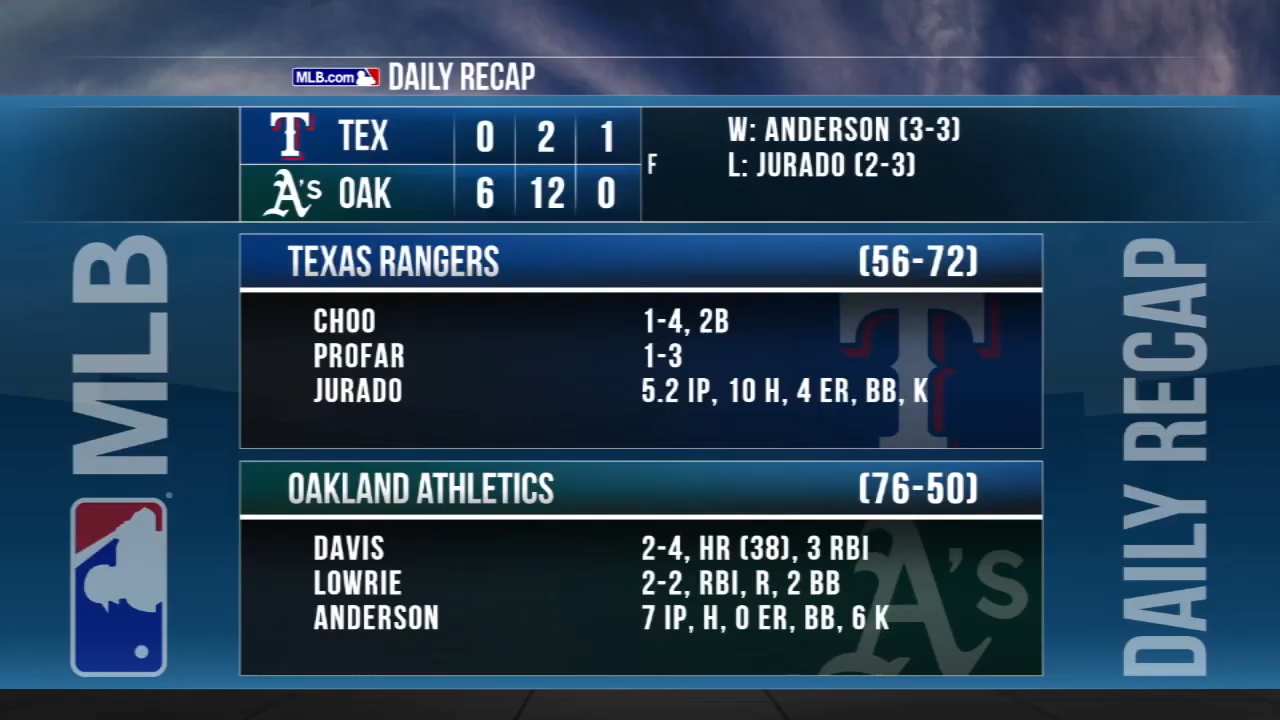 MLB.com DAILY RECAP
TEX 0 2 1
OAK 6 12 0
F
W: ANDERSON (3-3)
L: JURADO (2-3)
TEXAS RANGERS (56-72)
CHOO 1-4, 2B
PROFAR 1-3
JURADO 5.2 IP, 10 H, 4 ER, BB, K
OAKLAND ATHLETICS (76-50)
DAVIS 2-4, HR (38), 3 RBI
LOWRIE 2-2, RBI, R, 2 BB
ANDERSON 7 IP, H, 0 ER, BB, 6 K
MLB
DAILY RECAP
T
A's
T
A's